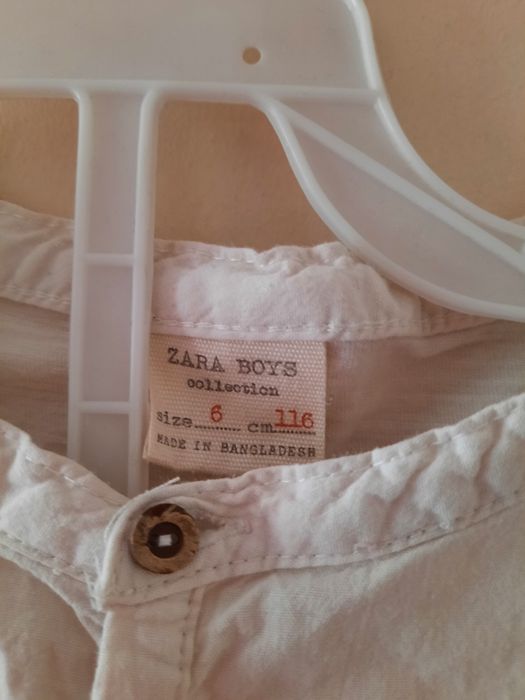 ZARA BOYS
collection
size 6 cm 116
MADE IN BANGLADESH